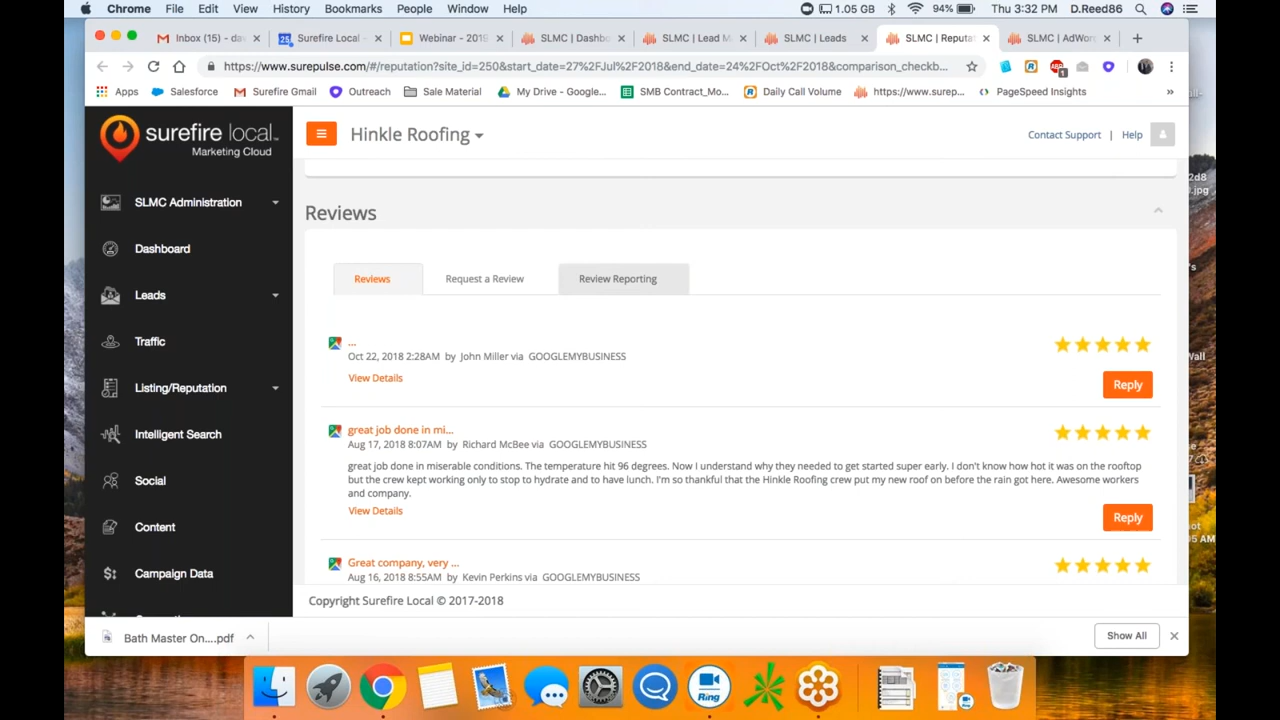 Chrome File Edit View History Bookmarks People Window Help 1.05 GB 94% Thu 3:32 PM D.Reed86
Inbox (15) - da Surefire Local - Webinar - 2019 SLMC | Dashb SLMC | Lead M SLMC | Leads SLMC | Reputa SLMC | AdWor
https://www.surepulse.com/#/reputation?site_id=250&start_date=27%2FJul%2F2018&end_date=24%2FOct%2F2018&comparison_checkb...
Apps Salesforce Surefire Gmail Outreach Sale Material My Drive - Google... SMB Contract_Mo... Daily Call Volume https://www.surep... PageSpeed Insights »
surefire local
Marketing Cloud
Hinkle Roofing
Contact Support | Help
SLMC Administration
Dashboard
Leads
Traffic
Listing/Reputation
Intelligent Search
Social
Content
Campaign Data
Reviews
Reviews Request a Review Review Reporting
...
Oct 22, 2018 2:28AM by John Miller via GOOGLEMYBUSINESS
View Details
Reply
great job done in mi...
Aug 17, 2018 8:07AM by Richard McBee via GOOGLEMYBUSINESS
great job done in miserable conditions. The temperature hit 96 degrees. Now I understand why they needed to get started super early. I don't know how hot it was on the rooftop
but the crew kept working only to stop to hydrate and to have lunch. I'm so thankful that the Hinkle Roofing crew put my new roof on before the rain got here. Awesome workers
and company.
View Details
Reply
Great company, very ...
Aug 16, 2018 8:55AM by Kevin Perkins via GOOGLEMYBUSINESS
Copyright Surefire Local © 2017-2018
Bath Master On....pdf
Show All
Ring
2d8
.jpg
's
Wall
5 AM